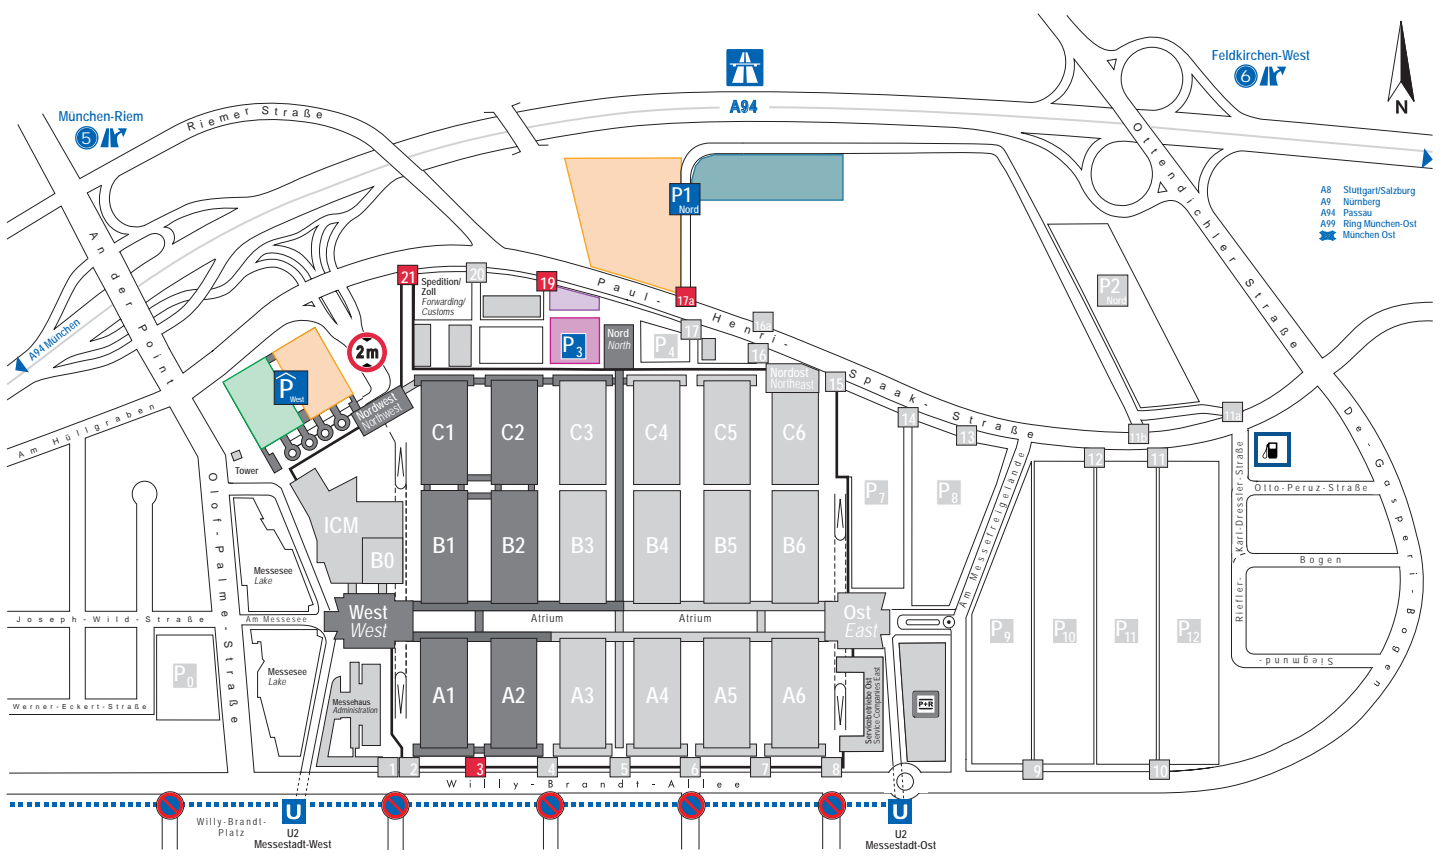 Feldkirchen-West
6
A94
München-Riem
5
Riemer Straße
N
Ottendichler Straße
A8 Stuttgart/Salzburg
A9 Nürnberg
A94 Passau
A99 Ring München-Ost
München Ost
P1
Nord
An der Point
A94 München
21
20
19
17a
Spedition/
Zoll
Forwarding/
Customs
Paul-Henri-Spaak-Straße
P2
Nord
2m
P
West
P3
Nord
North
P4
17
16a
16
Nordost
Northeast
15
14
13
11b
11a
12
11
Nordwest
Northwest
Am Hüllgraben
Tower
C1
C2
C3
C4
C5
C6
P7
P8
Am Messefreigelände
Karl-Dressler-Straße
Otto-Peruz-Straße
De-Gasperi-Bogen
Olof-Palme-Straße
ICM
B0
B1
B2
B3
B4
B5
B6
Bogen
Riefler-
Messesee
Lake
Joseph-Wild-Straße
Am Messesee
West
West
Atrium
Atrium
Ost
East
P9
P10
P11
P12
Siegmund-
P0
Messesee
Lake
Werner-Eckert-Straße
Messehaus
Administration
A1
A2
A3
A4
A5
A6
Servicebetriebe Ost
Service Companies East
P+R
1
2
3
4
5
6
7
8
9
10
Willy-Brandt-Allee
Willy-Brandt-
Platz
U
U2
Messestadt-West
U
U2
Messestadt-Ost